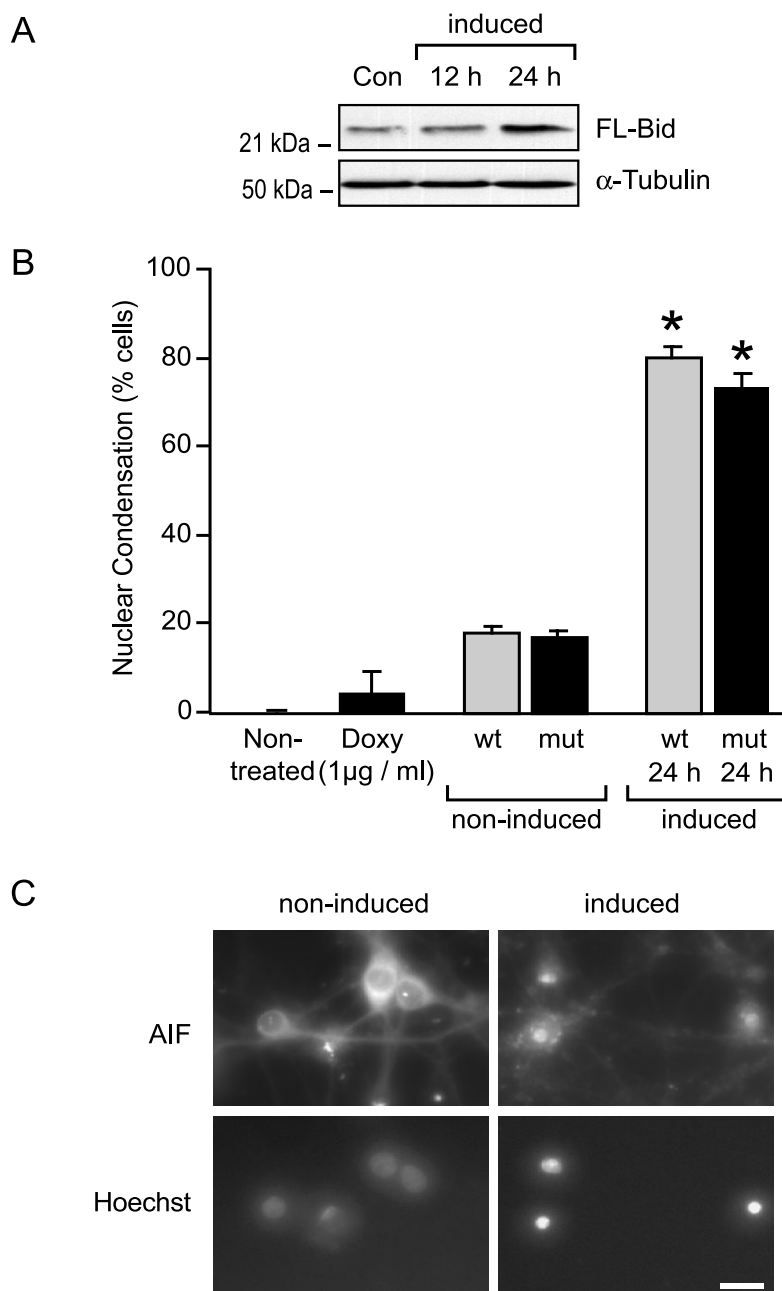 A
induced
Con 12 h 24 h
21 kDa – FL-Bid
50 kDa – α-Tubulin
B
Nuclear Condensation (% cells)
100
80
60
40
20
0
* *
Non-treated Doxy (1µg / ml) wt mut wt 24 h mut 24 h
non-induced induced
C
non-induced induced
AIF
Hoechst